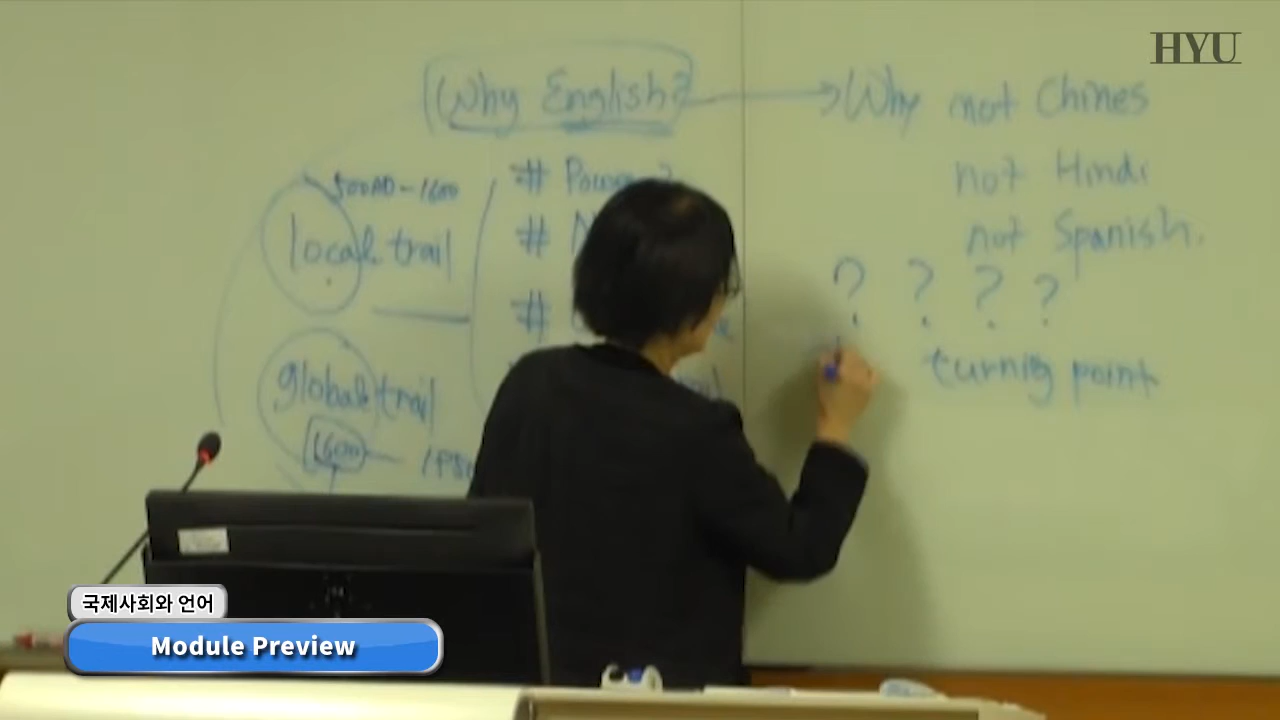 HYU
Why English?
Why not Chines
not Hindi
not Spanish.
? ? ? ?
turning point
500AD-1600
local trail
global trail
1600
# Power
#
#
국제사회와 언어
Module Preview